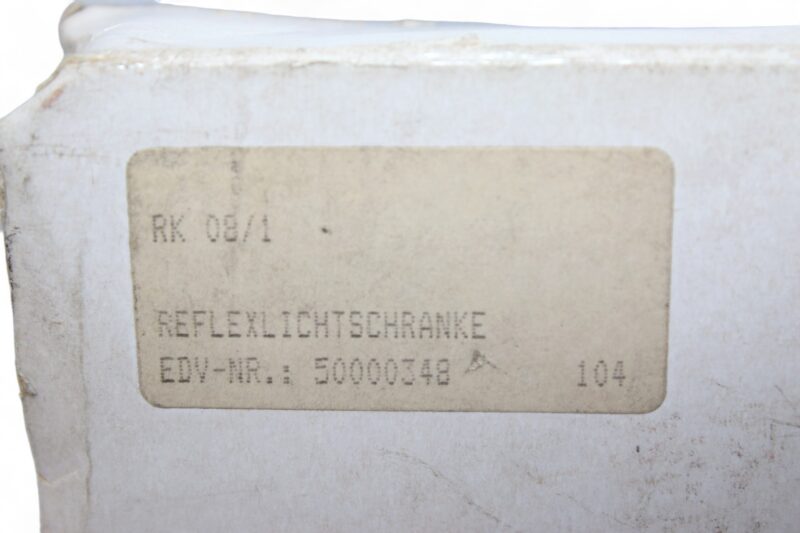 RK 08/1
REFLEXLICHTSCHRANKE
EDV-NR.: 50000348 104